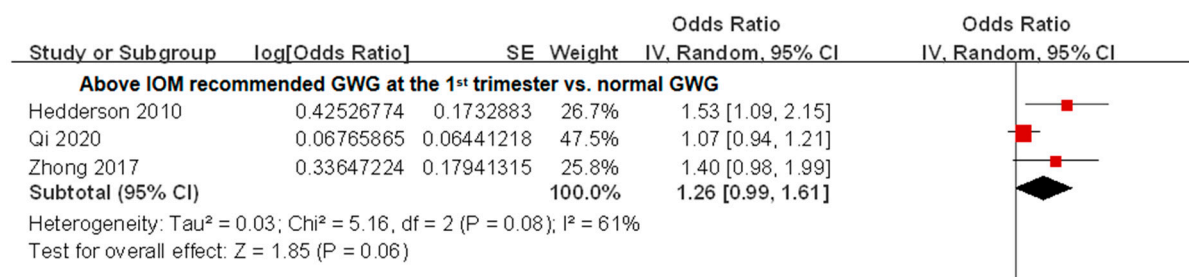 Odds Ratio Odds Ratio
Study or Subgroup log[Odds Ratio] SE Weight IV, Random, 95% CI IV, Random, 95% CI
Above IOM recommended GWG at the 1st trimester vs. normal GWG
Hedderson 2010 0.42526774 0.1732883 26.7% 1.53 [1.09, 2.15]
Qi 2020 0.06765865 0.06441218 47.5% 1.07 [0.94, 1.21]
Zhong 2017 0.33647224 0.17941315 25.8% 1.40 [0.98, 1.99]
Subtotal (95% CI) 100.0% 1.26 [0.99, 1.61]
Heterogeneity: Tau² = 0.03; Chi² = 5.16, df = 2 (P = 0.08); I² = 61%
Test for overall effect: Z = 1.85 (P = 0.06)